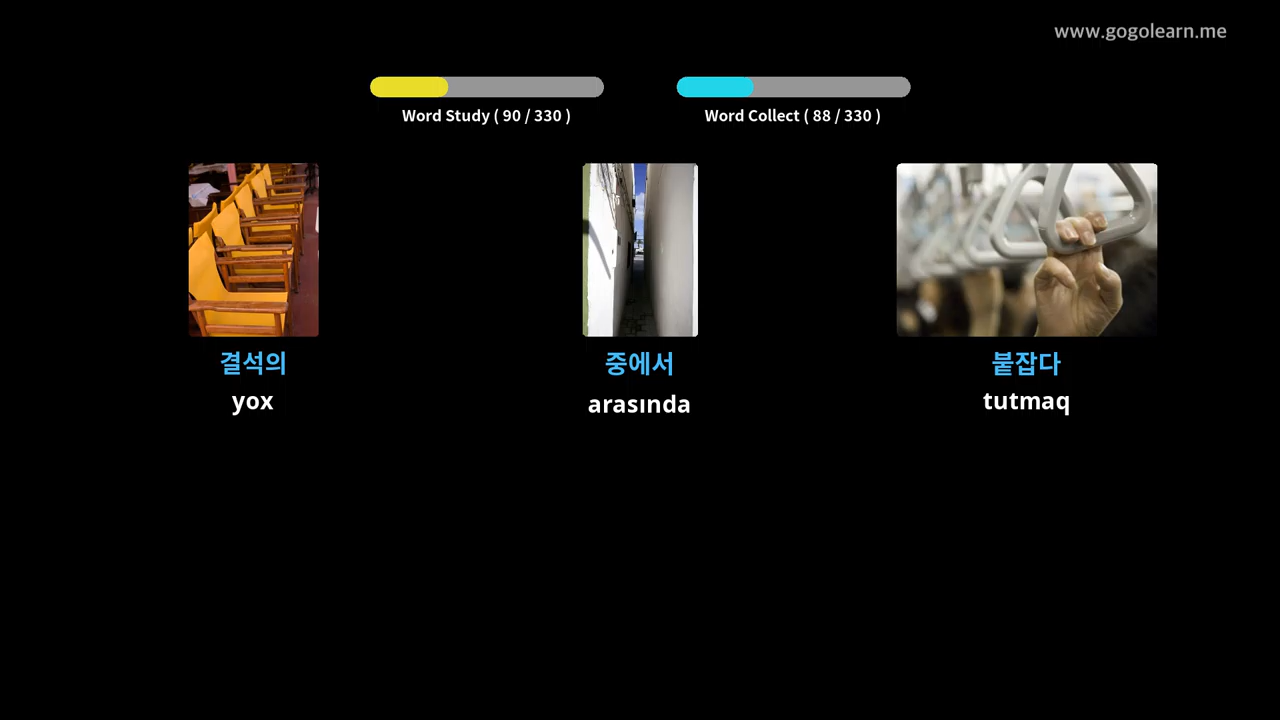 www.gogolearn.me
Word Study ( 90 / 330 )
Word Collect ( 88 / 330 )
결석의
yox
중에서
arasında
붙잡다
tutmaq